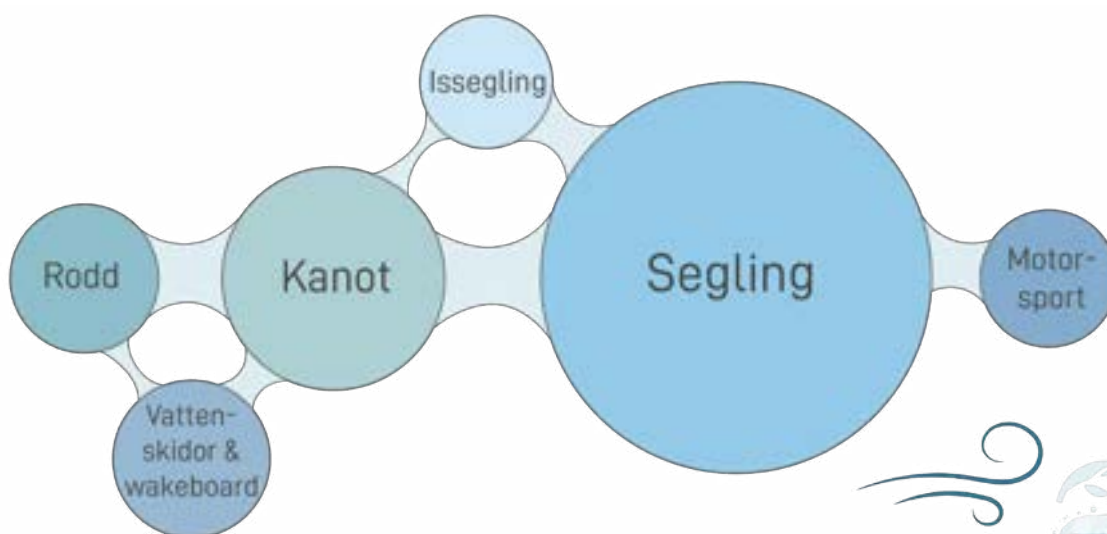 Issegling
Rodd
Kanot
Segling
Motor-
sport
Vatten-
skidor &
wakeboard